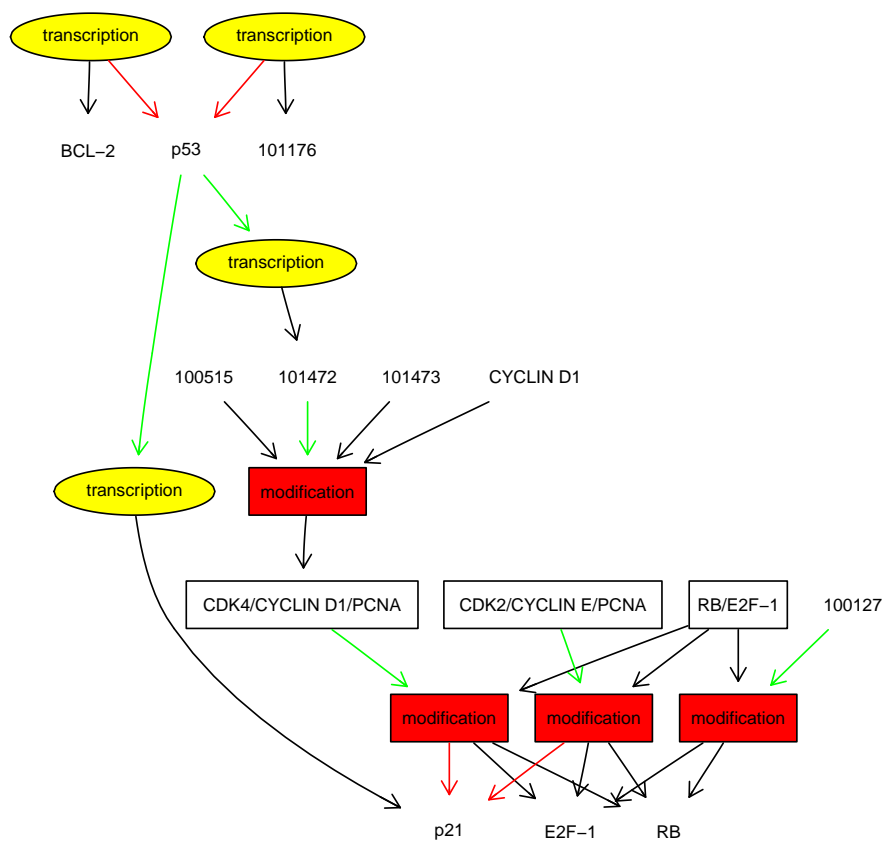 transcription
transcription
BCL−2
p53
101176
transcription
100515
101472
101473
CYCLIN D1
transcription
modification
CDK4/CYCLIN D1/PCNA
CDK2/CYCLIN E/PCNA
RB/E2F−1
100127
modification
modification
modification
p21
E2F−1
RB